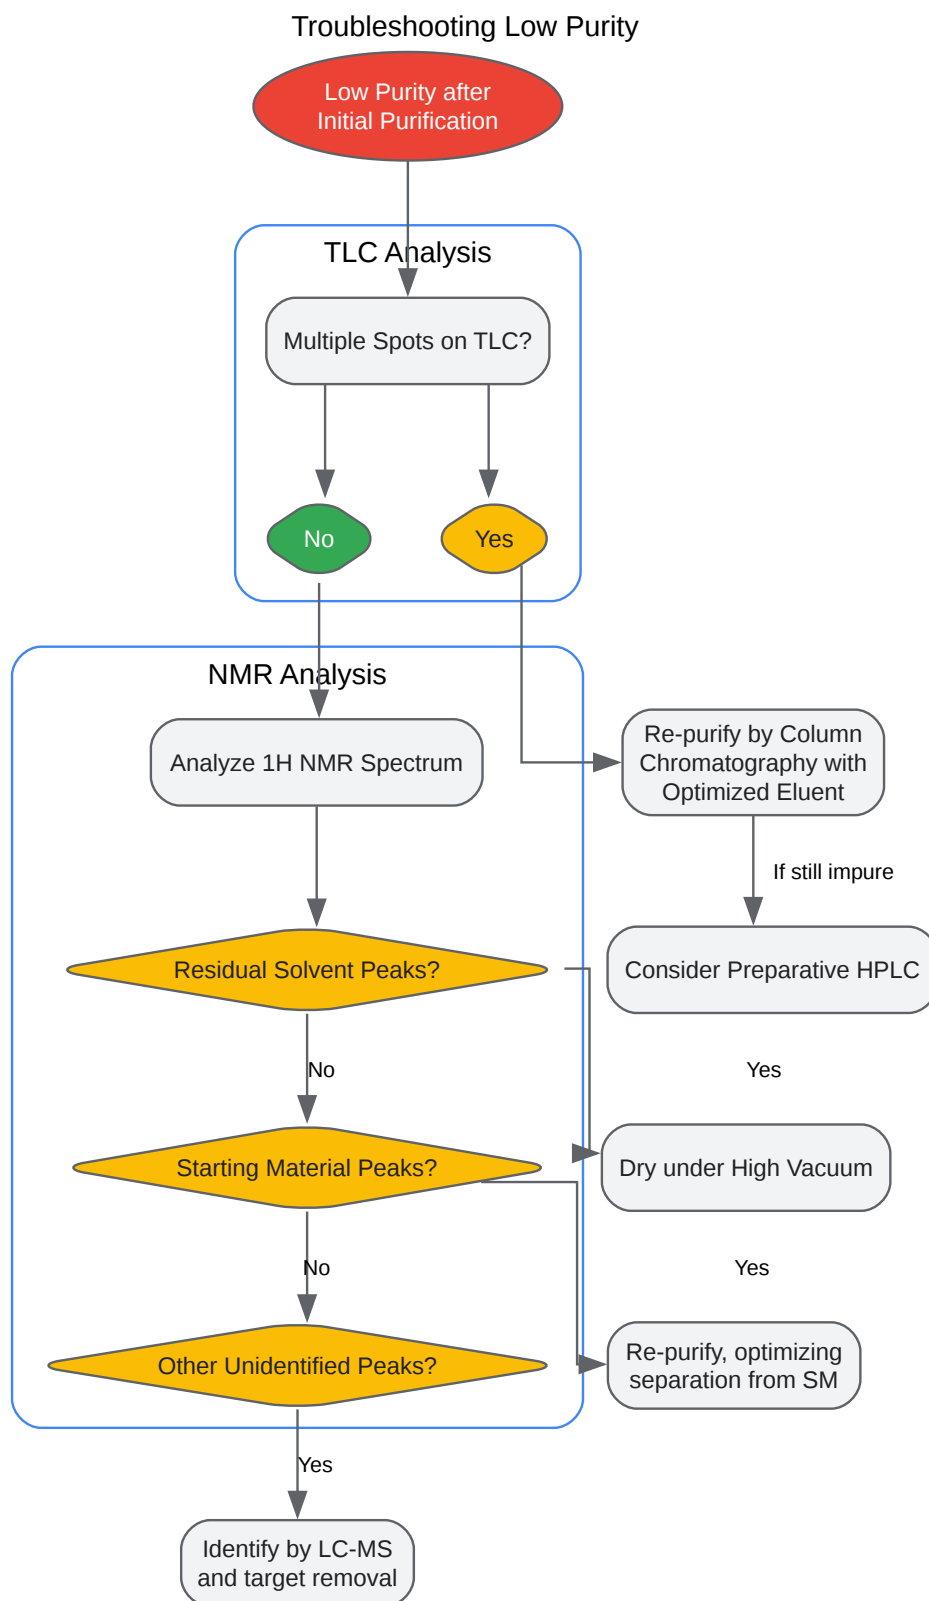 Troubleshooting Low Purity
Low Purity after
Initial Purification
TLC Analysis
Multiple Spots on TLC?
No
Yes
NMR Analysis
Analyze 1H NMR Spectrum
Re-purify by Column
Chromatography with
Optimized Eluent
If still impure
Residual Solvent Peaks?
Consider Preparative HPLC
No
Yes
Starting Material Peaks?
Dry under High Vacuum
No
Yes
Other Unidentified Peaks?
Re-purify, optimizing
separation from SM
Yes
Identify by LC-MS
and target removal